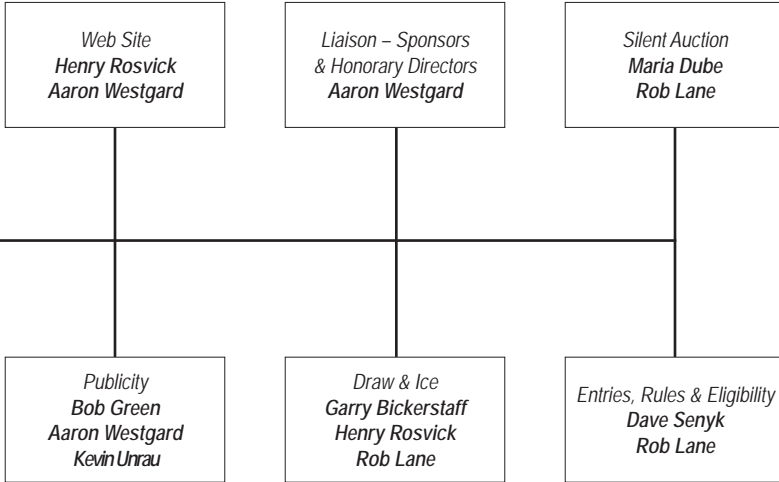 Web Site
Henry Rosvick
Aaron Westgard
Liaison – Sponsors
& Honorary Directors
Aaron Westgard
Silent Auction
Maria Dube
Rob Lane
Publicity
Bob Green
Aaron Westgard
Kevin Unrau
Draw & Ice
Garry Bickerstaff
Henry Rosvick
Rob Lane
Entries, Rules & Eligibility
Dave Senyk
Rob Lane